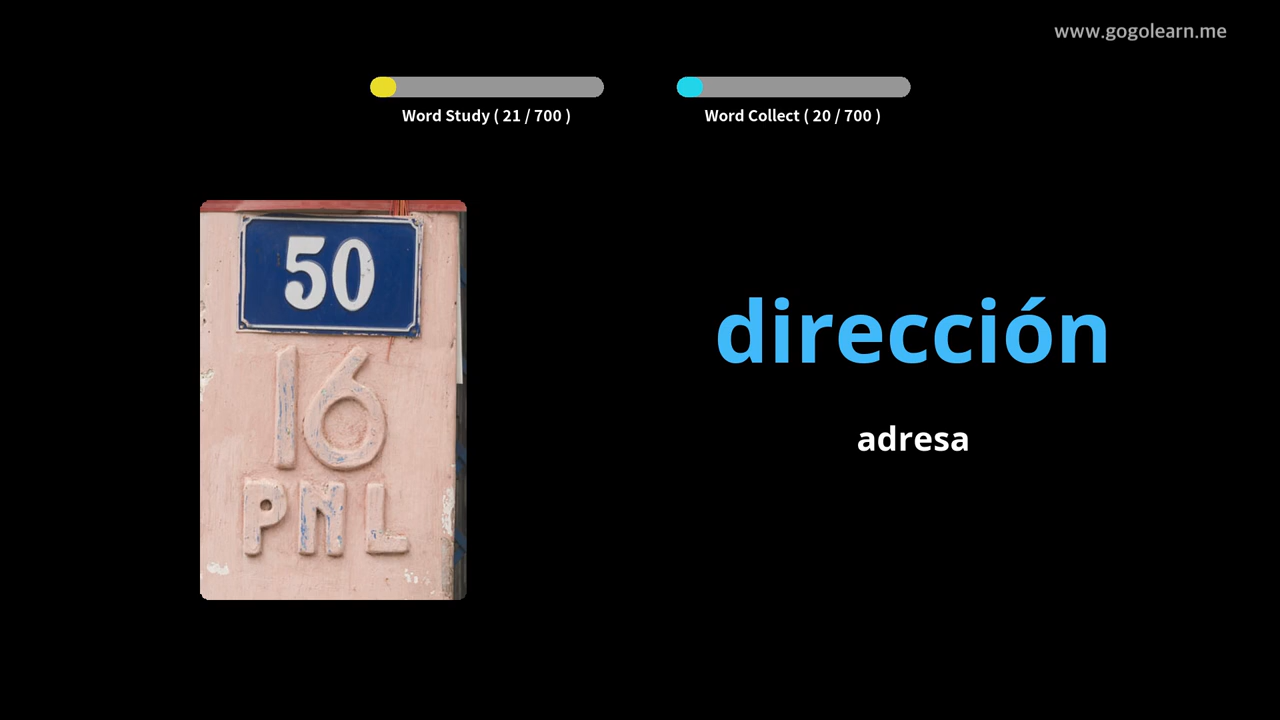 www.gogolearn.me
Word Study ( 21 / 700 )
Word Collect ( 20 / 700 )
50
16
PNL
dirección
adresa